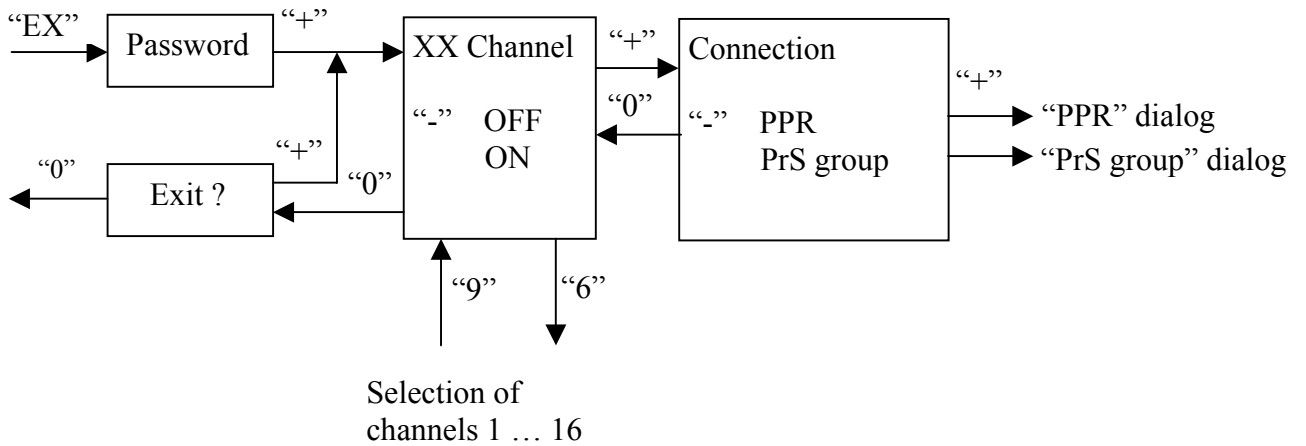 “EX”
Password
“+”
XX Channel
“-” OFF
ON
“+”
“0”
Connection
“-” PPR
PrS group
“+”
“PPR” dialog
“PrS group” dialog
“0”
Exit ?
“+”
“0”
“9”
“6”
Selection of
channels 1 … 16